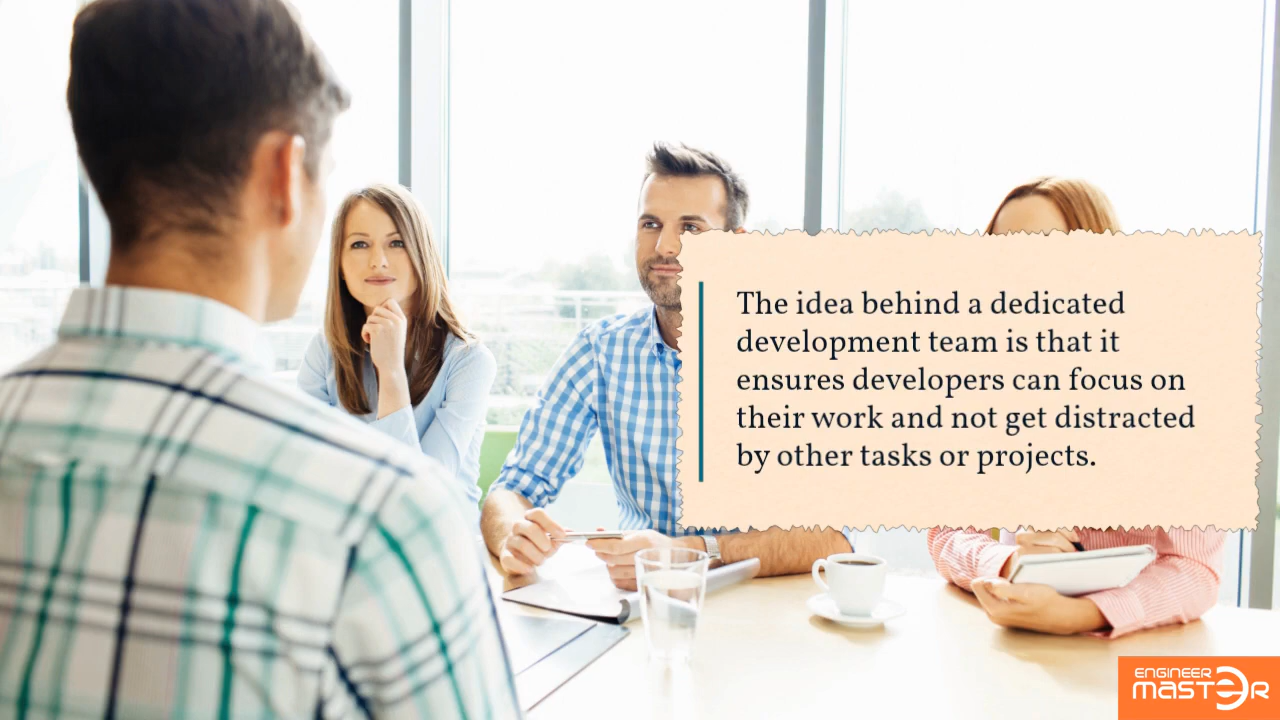 The idea behind a dedicated
development team is that it
ensures developers can focus on
their work and not get distracted
by other tasks or projects.
ENGINEER
MASTER